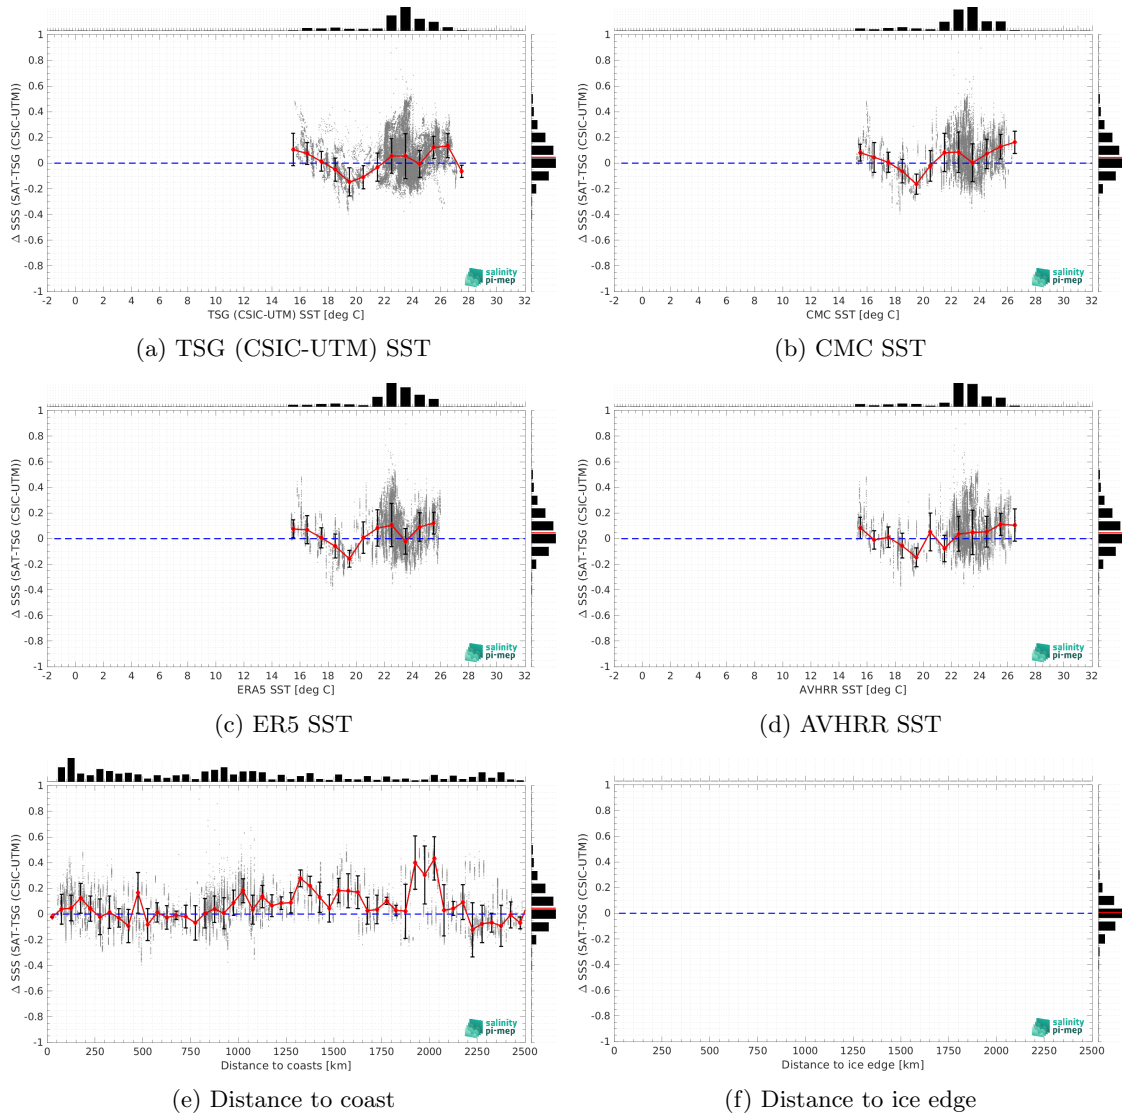 1
0.8
0.6
0.4
0.2
0
-0.2
-0.4
-0.6
-0.8
-1
Δ SSS (SAT-TSG (CSIC-UTM))
-2 0 2 4 6 8 10 12 14 16 18 20 22 24 26 28 30 32
TSG (CSIC-UTM) SST [deg C]
salinity
pi-mep
(a) TSG (CSIC-UTM) SST
1
0.8
0.6
0.4
0.2
0
-0.2
-0.4
-0.6
-0.8
-1
Δ SSS (SAT-TSG (CSIC-UTM))
-2 0 2 4 6 8 10 12 14 16 18 20 22 24 26 28 30 32
CMC SST [deg C]
salinity
pi-mep
(b) CMC SST
1
0.8
0.6
0.4
0.2
0
-0.2
-0.4
-0.6
-0.8
-1
Δ SSS (SAT-TSG (CSIC-UTM))
-2 0 2 4 6 8 10 12 14 16 18 20 22 24 26 28 30 32
ERA5 SST [deg C]
salinity
pi-mep
(c) ER5 SST
1
0.8
0.6
0.4
0.2
0
-0.2
-0.4
-0.6
-0.8
-1
Δ SSS (SAT-TSG (CSIC-UTM))
-2 0 2 4 6 8 10 12 14 16 18 20 22 24 26 28 30 32
AVHRR SST [deg C]
salinity
pi-mep
(d) AVHRR SST
1
0.8
0.6
0.4
0.2
0
-0.2
-0.4
-0.6
-0.8
-1
Δ SSS (SAT-TSG (CSIC-UTM))
0 250 500 750 1000 1250 1500 1750 2000 2250 2500
Distance to coasts [km]
salinity
pi-mep
(e) Distance to coast
1
0.8
0.6
0.4
0.2
0
-0.2
-0.4
-0.6
-0.8
-1
Δ SSS (SAT-TSG (CSIC-UTM))
0 250 500 750 1000 1250 1500 1750 2000 2250 2500
Distance to ice edge [km]
salinity
pi-mep
(f) Distance to ice edge